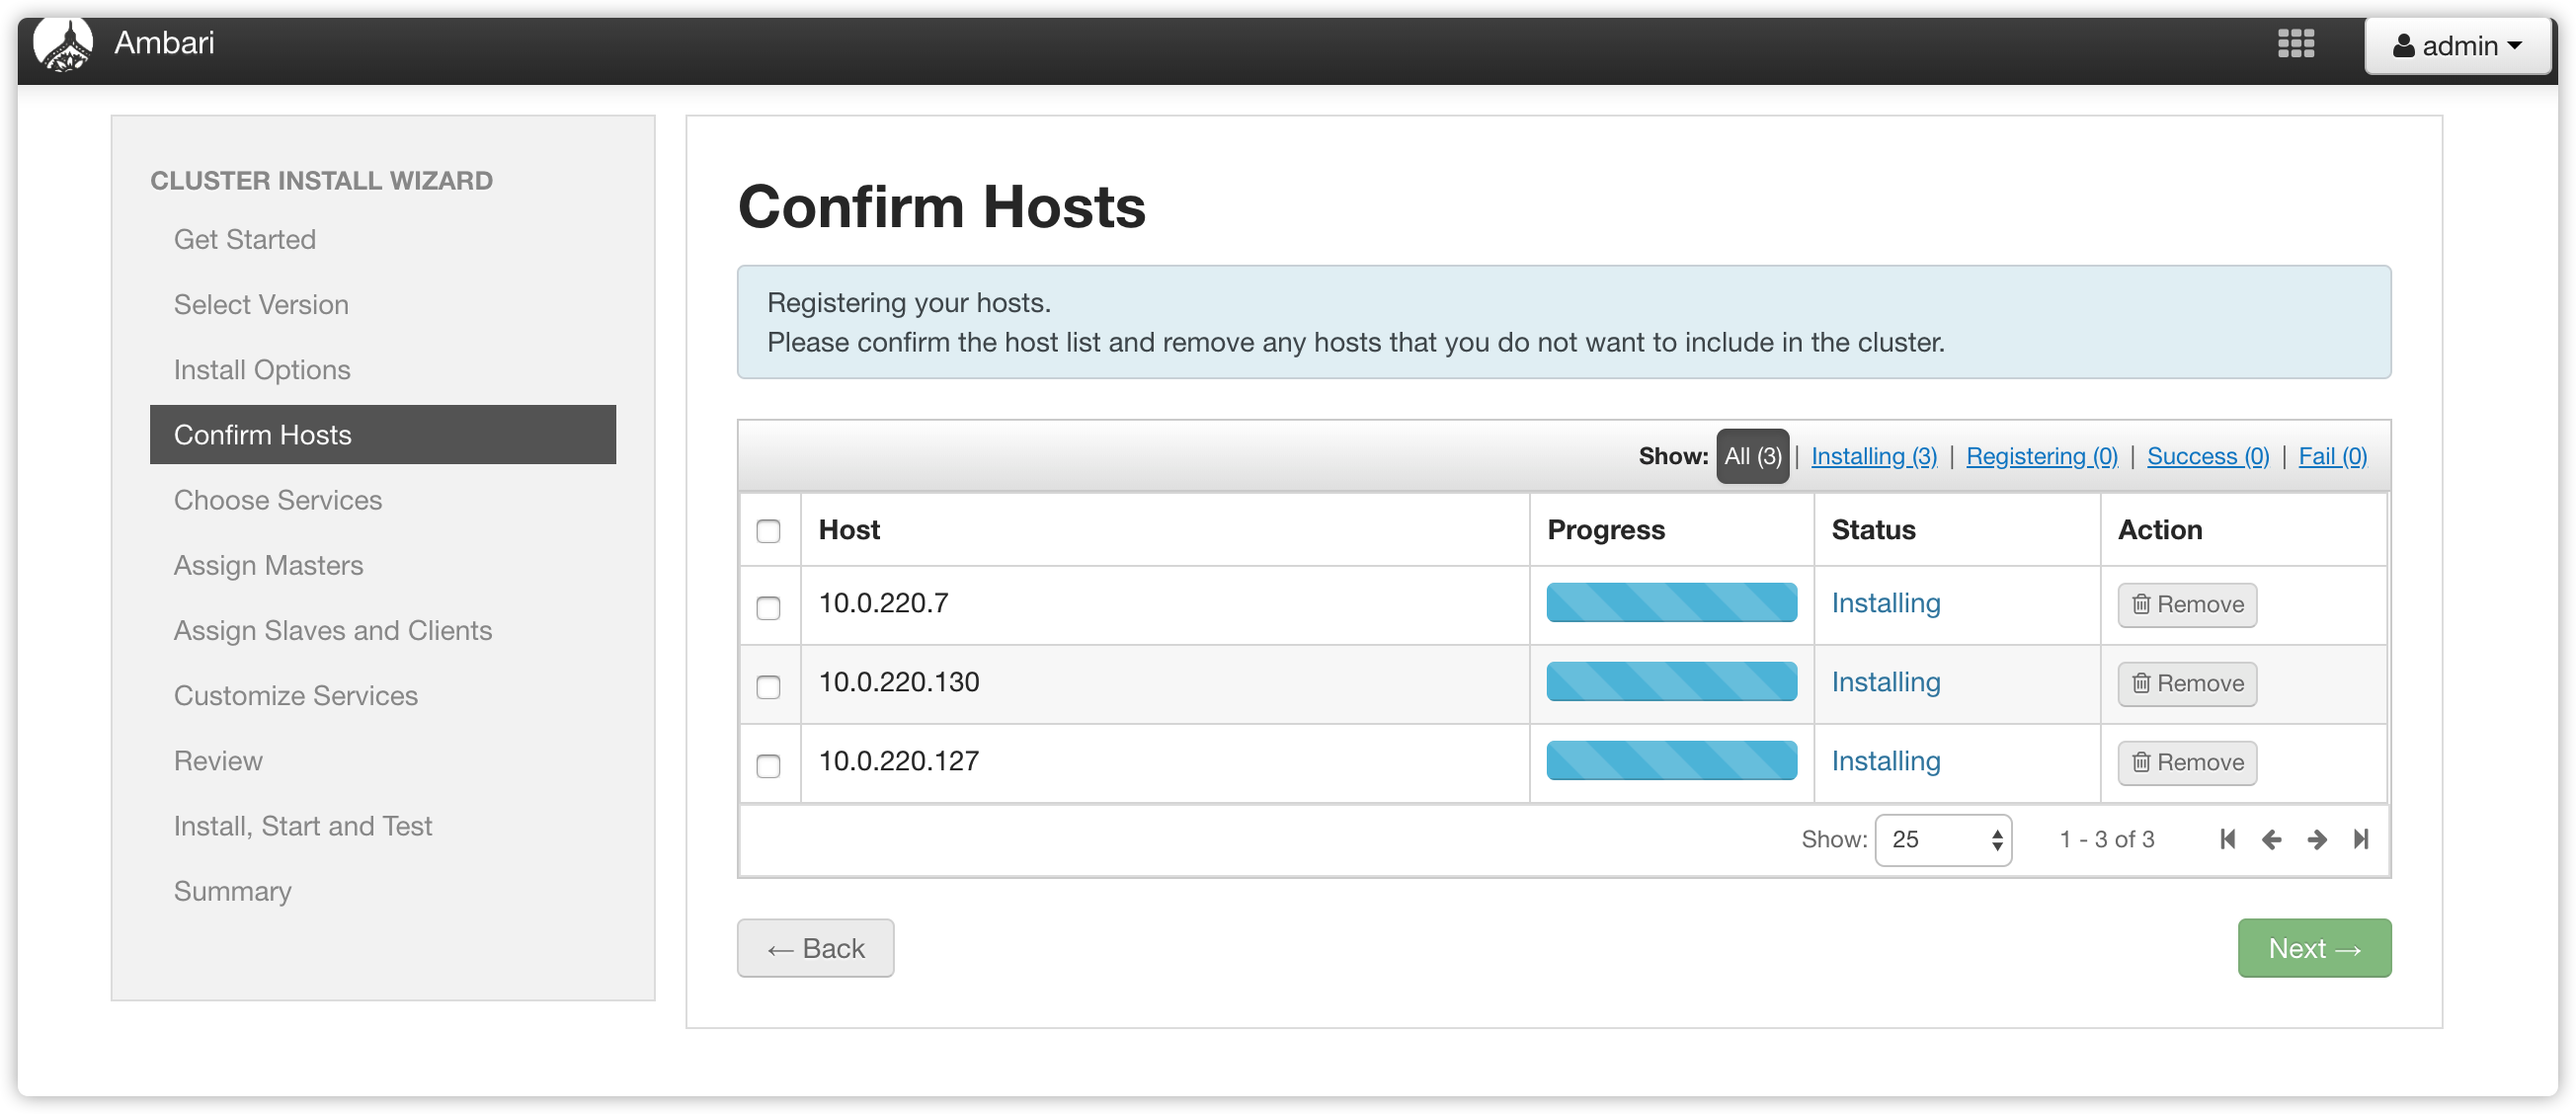 Ambari
admin
CLUSTER INSTALL WIZARD
Get Started
Select Version
Install Options
Confirm Hosts
Choose Services
Assign Masters
Assign Slaves and Clients
Customize Services
Review
Install, Start and Test
Summary
Confirm Hosts
Registering your hosts.
Please confirm the host list and remove any hosts that you do not want to include in the cluster.
Show: All (3) | Installing (3) | Registering (0) | Success (0) | Fail (0)
Host Progress Status Action
10.0.220.7 Installing Remove
10.0.220.130 Installing Remove
10.0.220.127 Installing Remove
Show: 25 1 - 3 of 3
← Back Next →